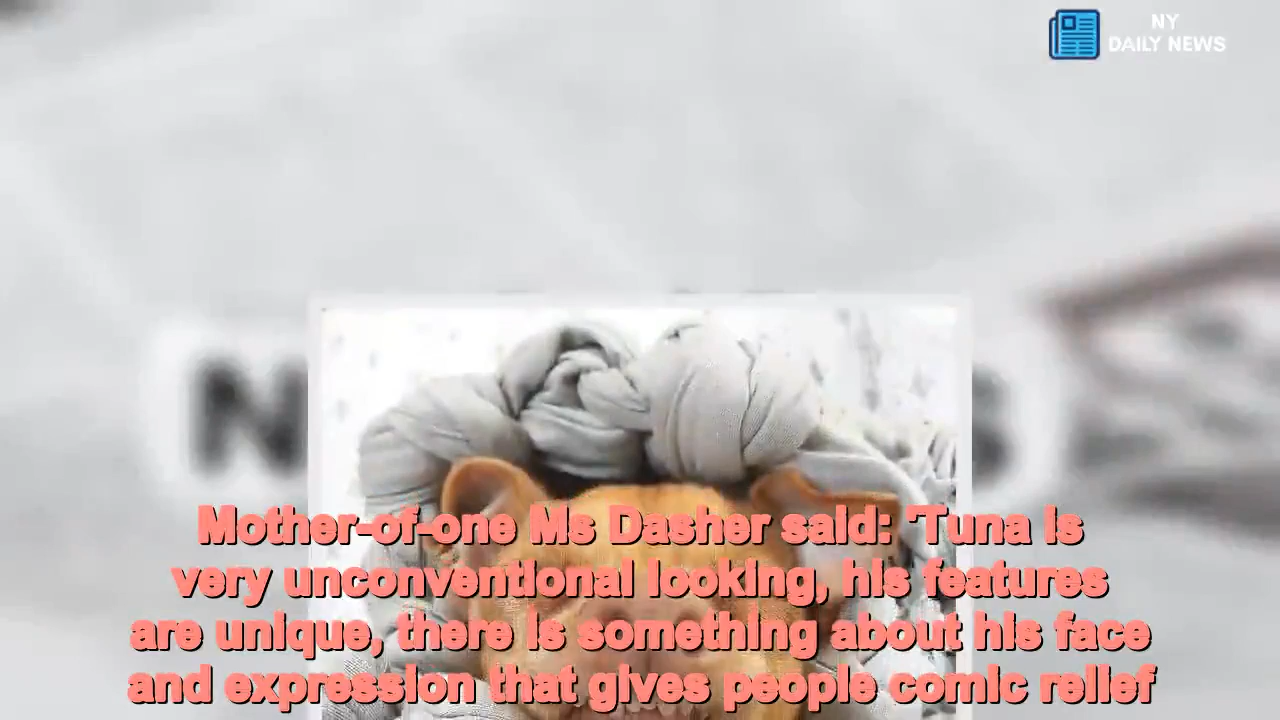 NY
DAILY NEWS
N
Mother-of-one Ms Dasher said: 'Tuna is
very unconventional looking, his features
are unique, there is something about his face
and expression that gives people comic relief